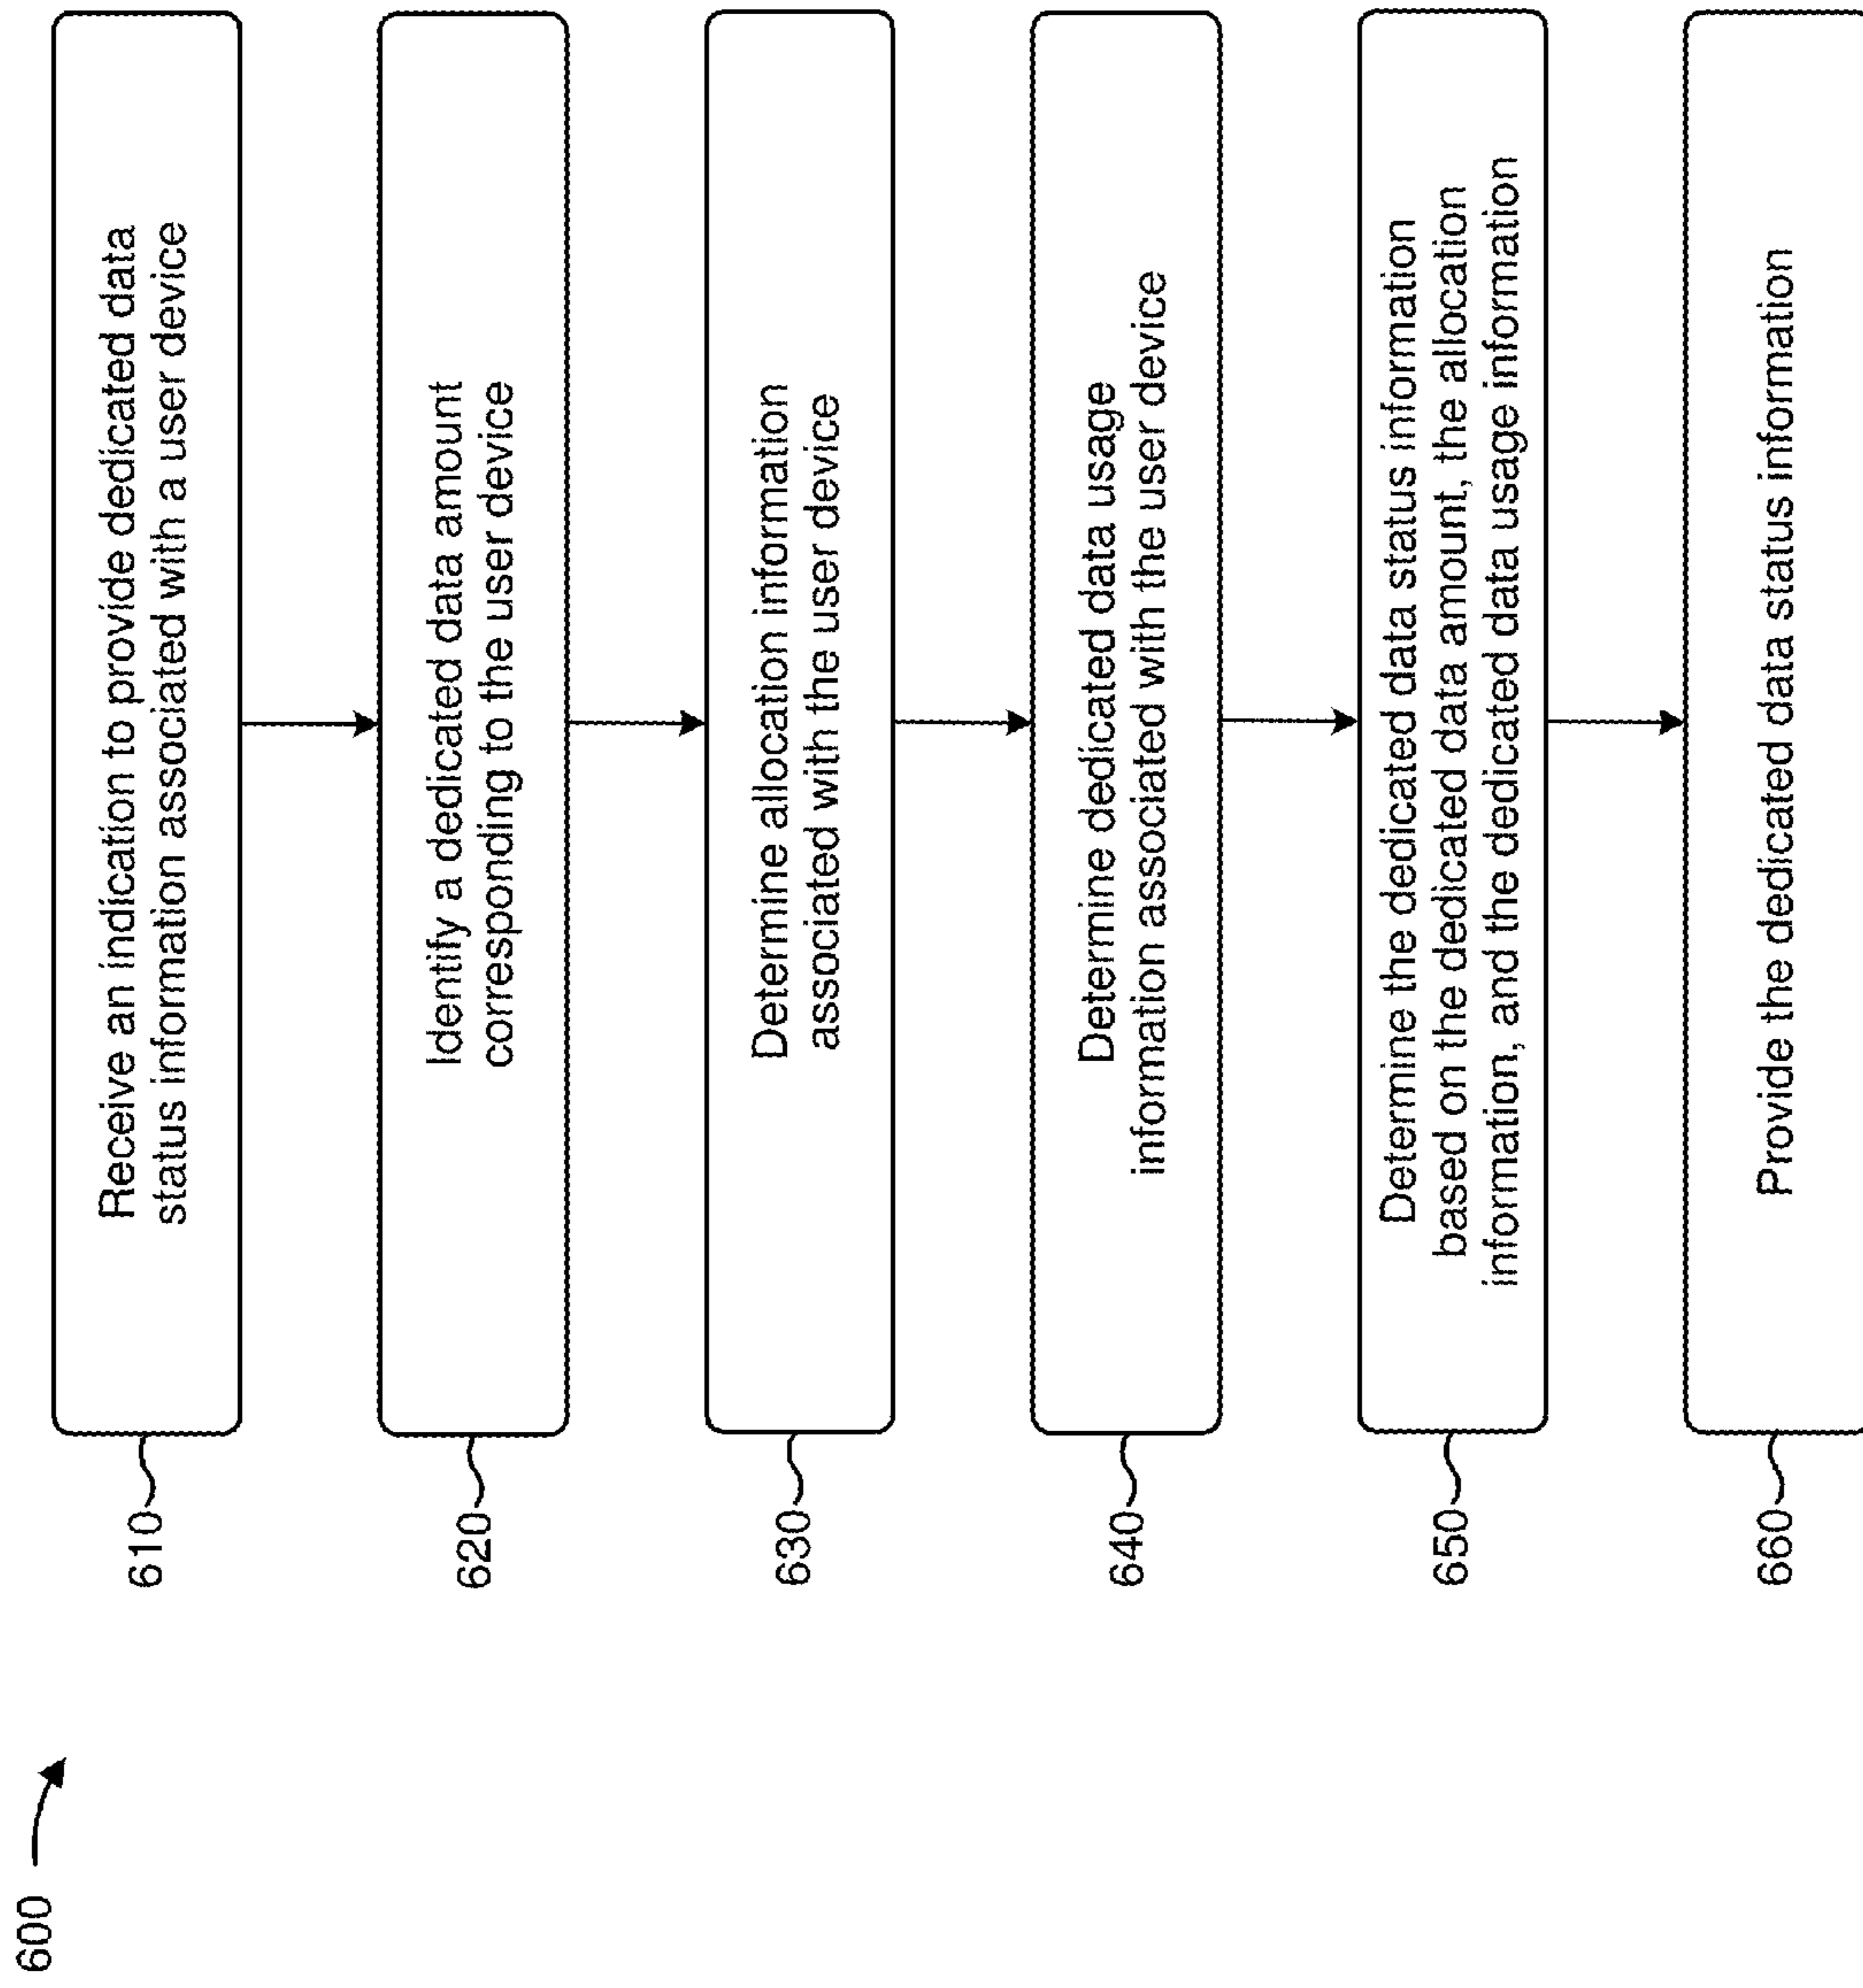 600
610
Receive an indication to provide dedicated data
status information associated with a user device
620
Identify a dedicated data amount
corresponding to the user device
630
Determine allocation information
associated with the user device
640
Determine dedicated data usage
information associated with the user device
650
Determine the dedicated data status information
based on the dedicated data amount, the allocation
information, and the dedicated data usage information
660
Provide the dedicated data status information